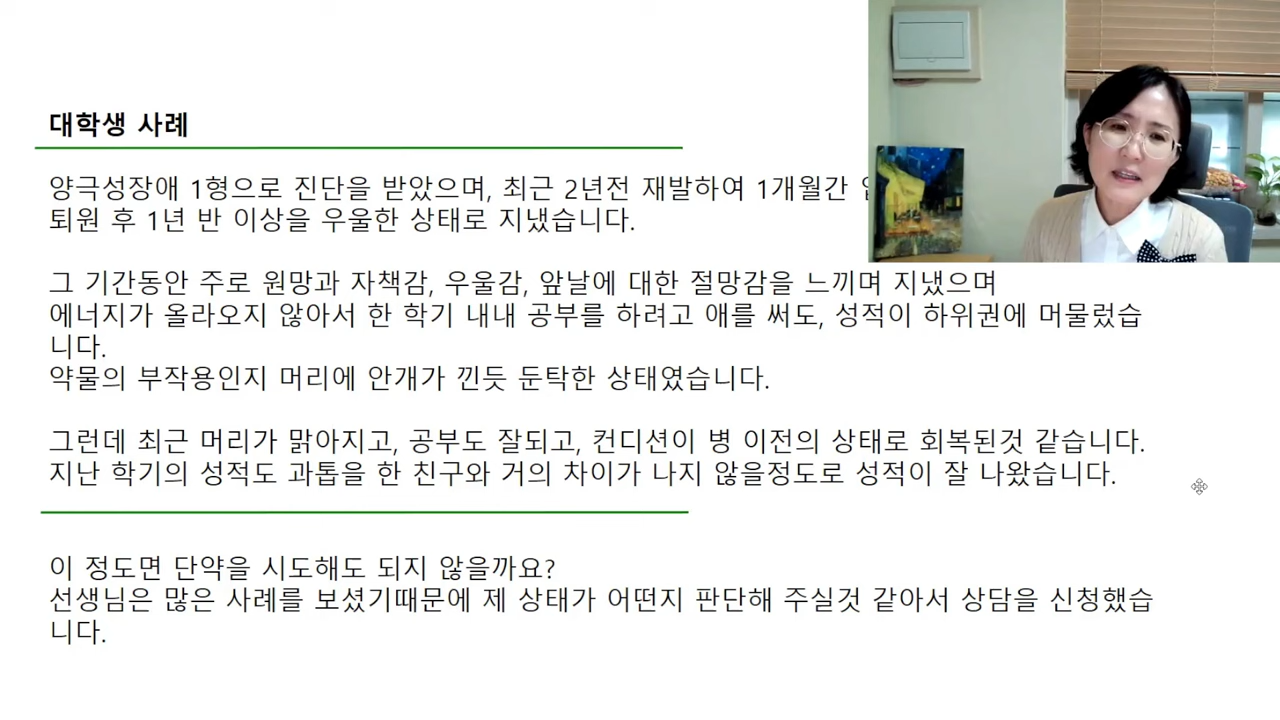 대학생 사례
양극성장애 1형으로 진단을 받았으며, 최근 2년전 재발하여 1개월간
퇴원 후 1년 반 이상을 우울한 상태로 지냈습니다.
그 기간동안 주로 원망과 자책감, 우울감, 앞날에 대한 절망감을 느끼며 지냈으며
에너지가 올라오지 않아서 한 학기 내내 공부를 하려고 애를 써도, 성적이 하위권에 머물렀습
니다.
약물의 부작용인지 머리에 안개가 낀듯 둔탁한 상태였습니다.
그런데 최근 머리가 맑아지고, 공부도 잘되고, 컨디션이 병 이전의 상태로 회복된것 같습니다.
지난 학기의 성적도 과톱을 한 친구와 거의 차이가 나지 않을정도로 성적이 잘 나왔습니다.
이 정도면 단약을 시도해도 되지 않을까요?
선생님은 많은 사례를 보셨기때문에 제 상태가 어떤지 판단해 주실것 같아서 상담을 신청했습
니다.